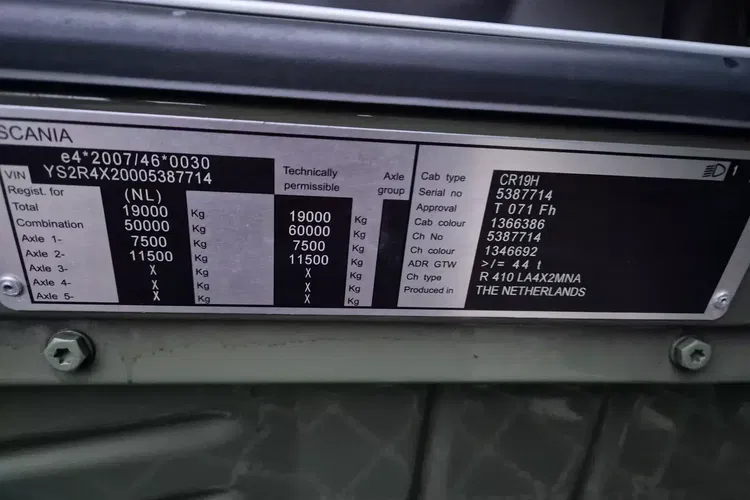 SCANIA
e4*2007/46*0030
VIN YS2R4X20005387714
Regist. for (NL) Technically permissible Axle group
Total 19000 Kg 19000 Kg
Combination 50000 Kg 60000 Kg
Axle 1- 7500 Kg 7500 Kg
Axle 2- 11500 Kg 11500 Kg
Axle 3- X Kg X Kg
Axle 4- X Kg X Kg
Axle 5- X Kg X Kg
1
Cab type CR19H
Serial no 5387714
Approval T 071 Fh
Cab colour 1366386
Ch No 5387714
Ch colour 1346692
ADR GTW >/= 44 t
Ch type R 410 LA4X2MNA
Produced in THE NETHERLANDS